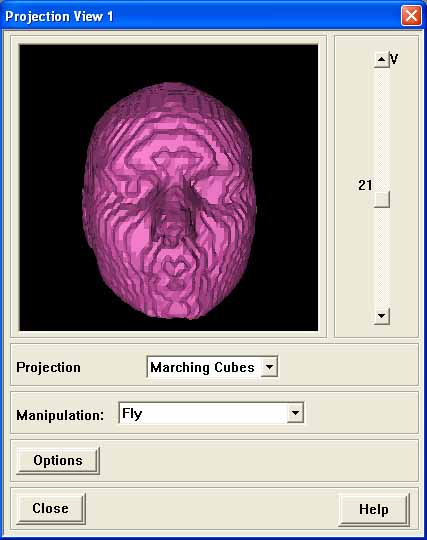 Projection View 1
V
21
Projection Marching Cubes
Manipulation: Fly
Options
Close Help